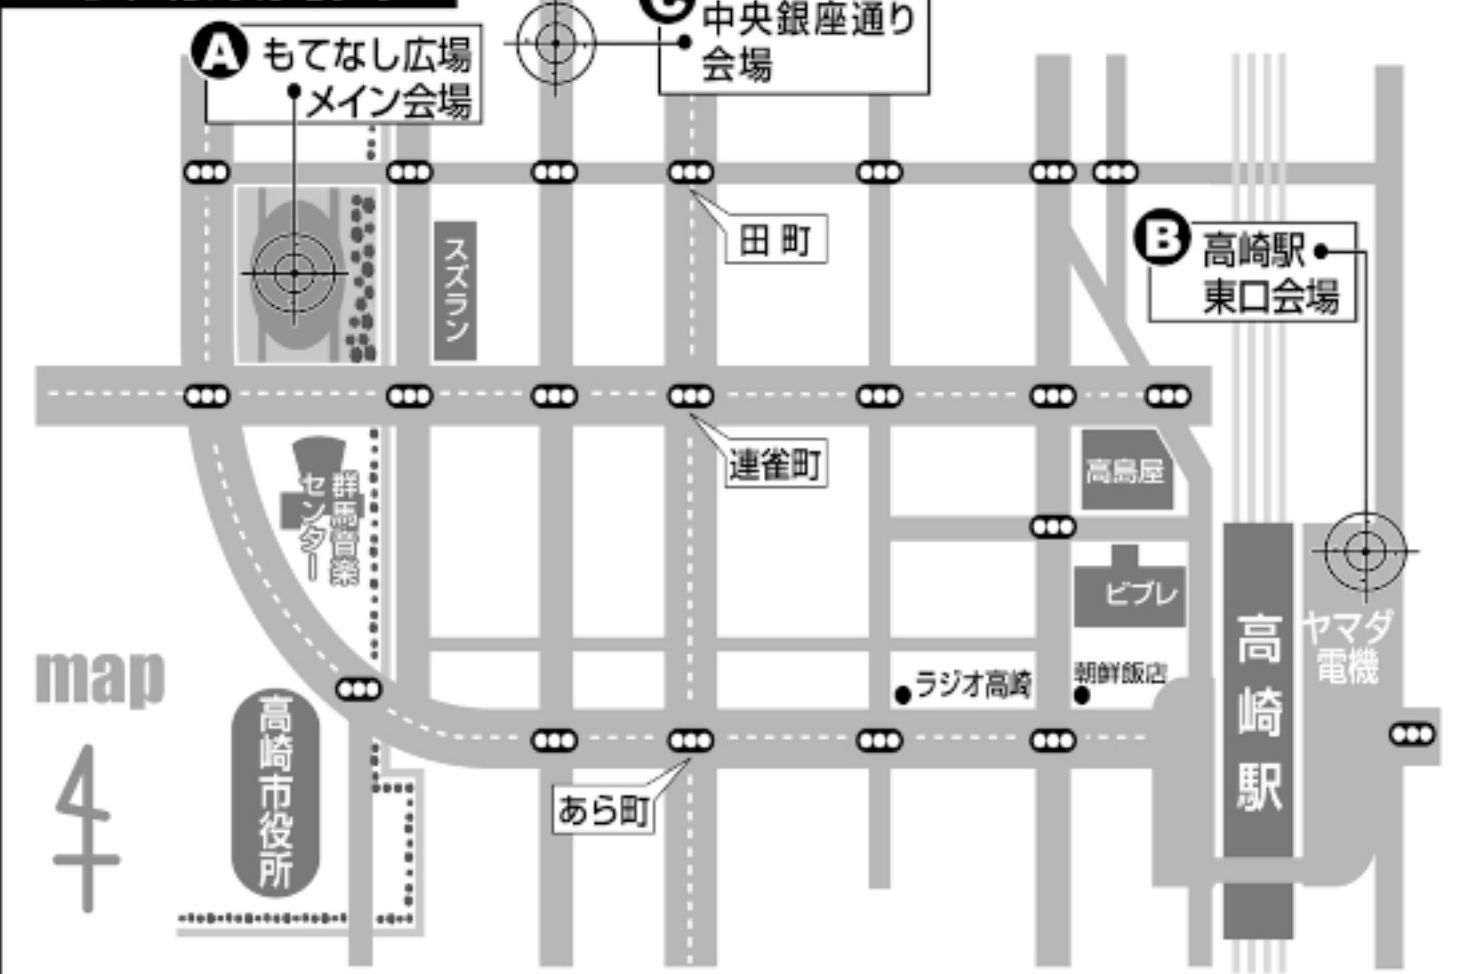 A
もてなし広場
メイン会場
C
中央銀座通り
会場
田町
B
高崎駅
東口会場
スズラン
連雀町
高島屋
群馬音楽
センター
ビブレ
ヤマダ
電機
高崎駅
ラジオ高崎
朝鮮飯店
map
高崎市役所
あら町